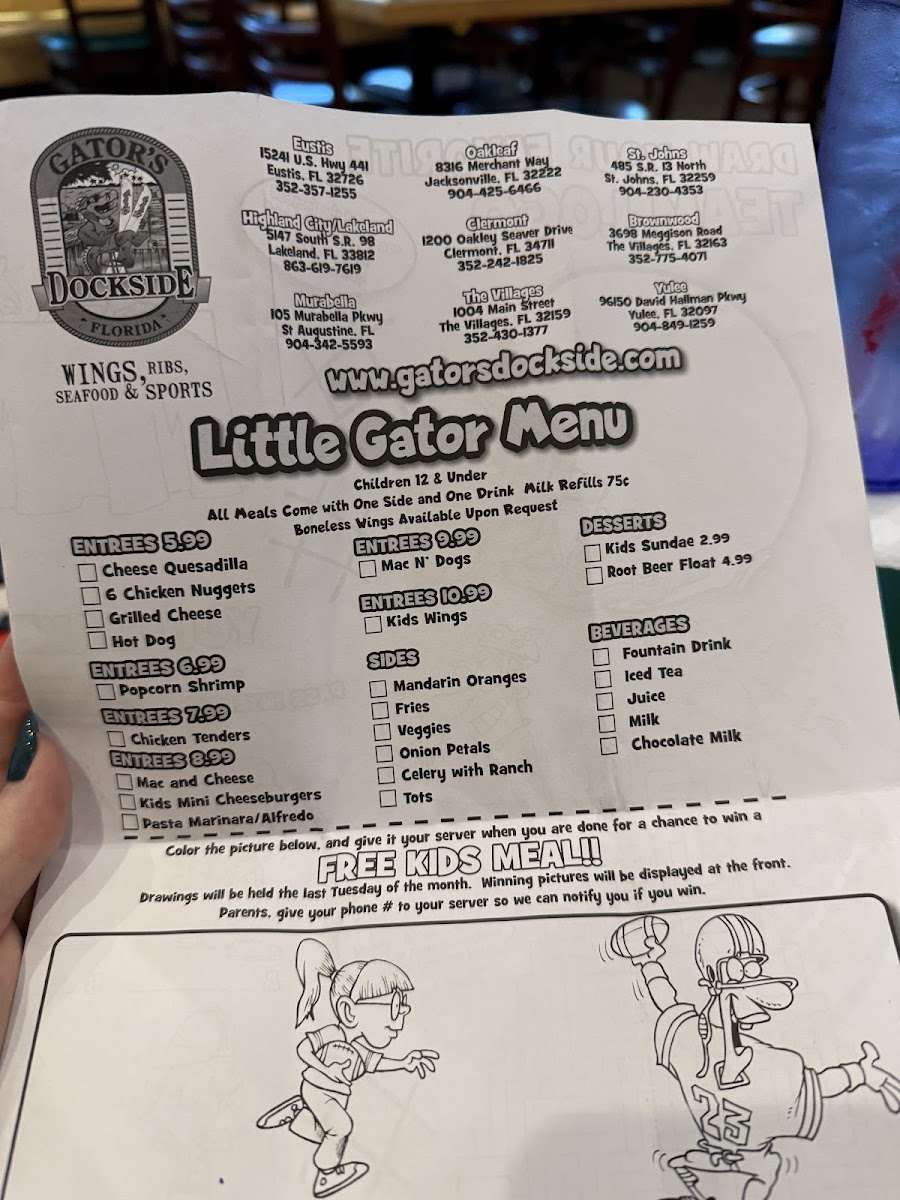 GATOR'S
DOCKSIDE
FLORIDA
WINGS, RIBS,
SEAFOOD & SPORTS
Eustis
15241 U.S. Hwy 441
Eustis, FL 32726
352-357-1255
Oakleaf
8316 Merchant Way
Jacksonville, FL 32222
904-425-6466
St. Johns
485 S.R. 13 North
St. Johns, FL 32259
904-230-4353
Highland City/Lakeland
5147 South S.R. 98
Lakeland, FL 33812
863-619-7619
Clermont
1200 Oakley Seaver Drive
Clermont, FL 34711
352-242-1825
Brownwood
3698 Meggison Road
The Villages, FL 32163
352-775-4071
Murabella
105 Murabella Pkwy
St Augustine, FL
904-342-5593
The Villages
1004 Main Street
The Villages, FL 32159
352-430-1377
Yulee
96150 David Hallman Pkwy
Yulee, FL 32097
904-849-1259
www.gatorsdockside.com
Little Gator Menu
Children 12 & Under
All Meals Come with One Side and One Drink Milk Refills 75¢
Boneless Wings Available Upon Request
ENTREES 5.99
Cheese Quesadilla
6 Chicken Nuggets
Grilled Cheese
Hot Dog
ENTREES 6.99
Popcorn Shrimp
ENTREES 7.99
Chicken Tenders
ENTREES 8.99
Mac and Cheese
Kids Mini Cheeseburgers
Pasta Marinara/Alfredo
ENTREES 9.99
Mac N' Dogs
ENTREES 10.99
Kids Wings
SIDES
Mandarin Oranges
Fries
Veggies
Onion Petals
Celery with Ranch
Tots
DESSERTS
Kids Sundae 2.99
Root Beer Float 4.99
BEVERAGES
Fountain Drink
Iced Tea
Juice
Milk
Chocolate Milk
Color the picture below, and give it your server when you are done for a chance to win a
FREE KIDS MEAL!!
Drawings will be held the last Tuesday of the month. Winning pictures will be displayed at the front.
Parents, give your phone # to your server so we can notify you if you win.
23